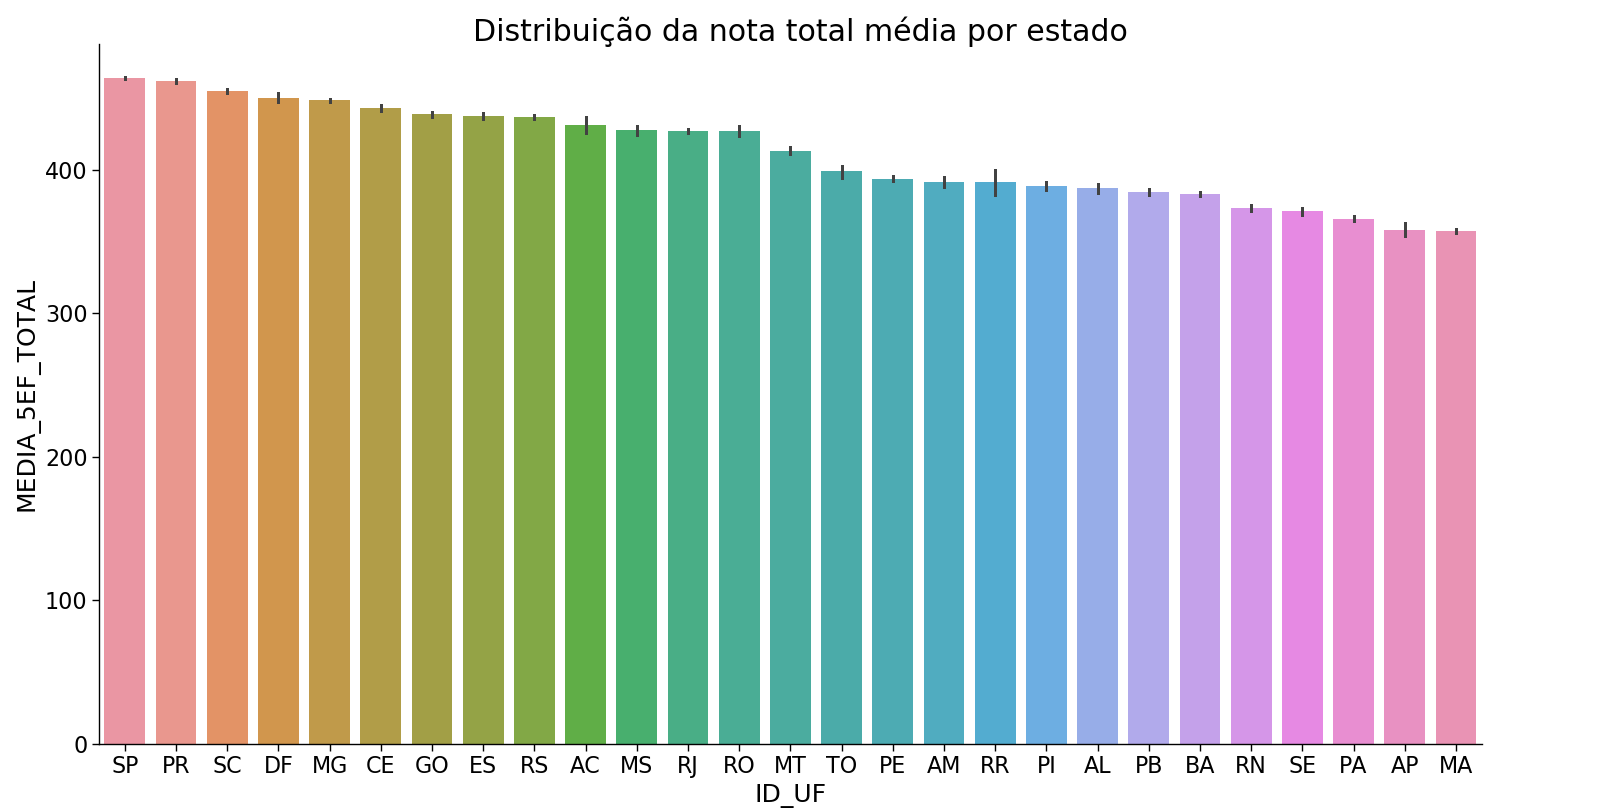 Distribuição da nota total média por estado
MEDIA_5EF_TOTAL
400
300
200
100
0
SP PR SC DF MG CE GO ES RS AC MS RJ RO MT TO PE AM RR PI AL PB BA RN SE PA AP MA
ID_UF